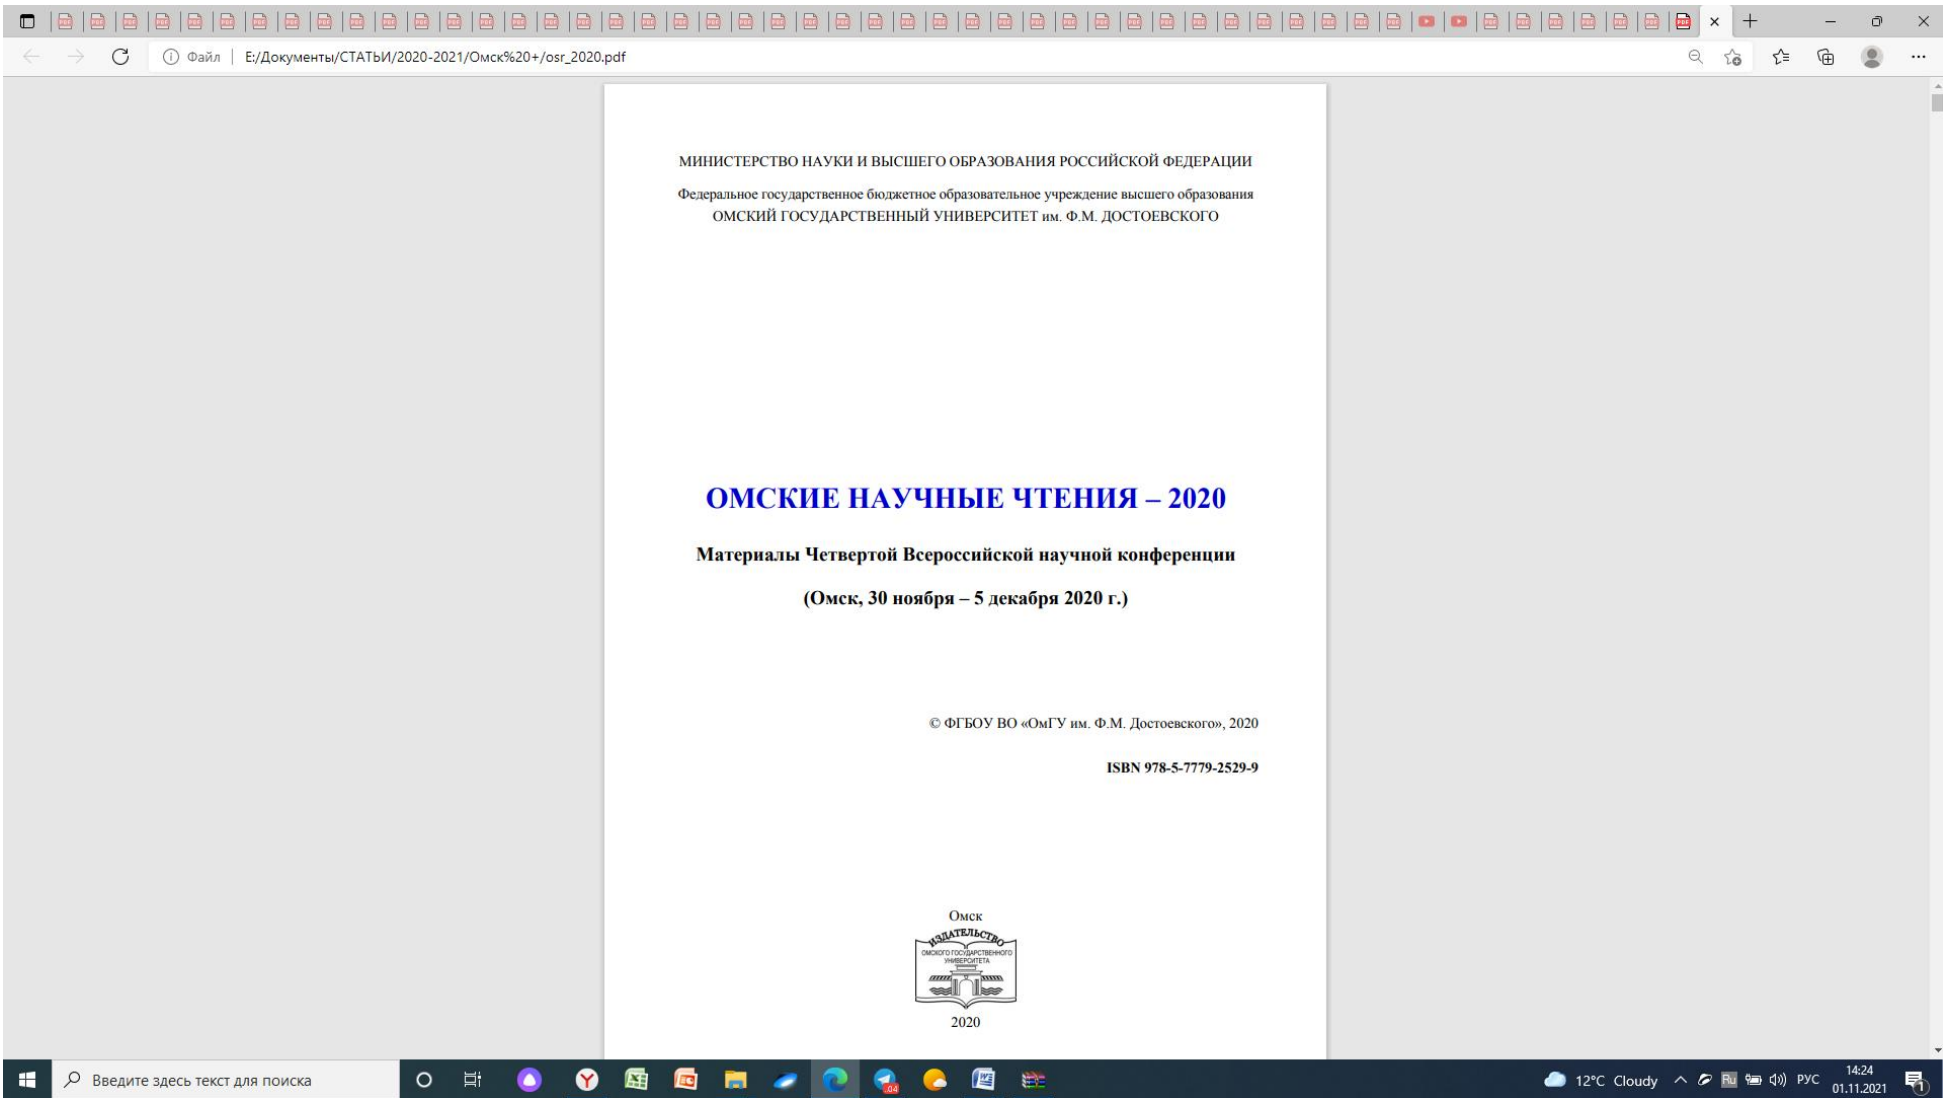 Файл
E:/Документы/СТАТЬИ/2020-2021/Омск%20+/osr_2020.pdf
МИНИСТЕРСТВО НАУКИ И ВЫСШЕГО ОБРАЗОВАНИЯ РОССИЙСКОЙ ФЕДЕРАЦИИ
Федеральное государственное бюджетное образовательное учреждение высшего образования
ОМСКИЙ ГОСУДАРСТВЕННЫЙ УНИВЕРСИТЕТ им. Ф.М. ДОСТОЕВСКОГО
ОМСКИЕ НАУЧНЫЕ ЧТЕНИЯ – 2020
Материалы Четвертой Всероссийской научной конференции
(Омск, 30 ноября – 5 декабря 2020 г.)
© ФГБОУ ВО «ОмГУ им. Ф.М. Достоевского», 2020
ISBN 978-5-7779-2529-9
Омск
ИЗДАТЕЛЬСТВО
ОМСКОГО ГОСУДАРСТВЕННОГО
УНИВЕРСИТЕТА
2020
Введите здесь текст для поиска
12°C Cloudy
Ru
РУС
14:24
01.11.2021